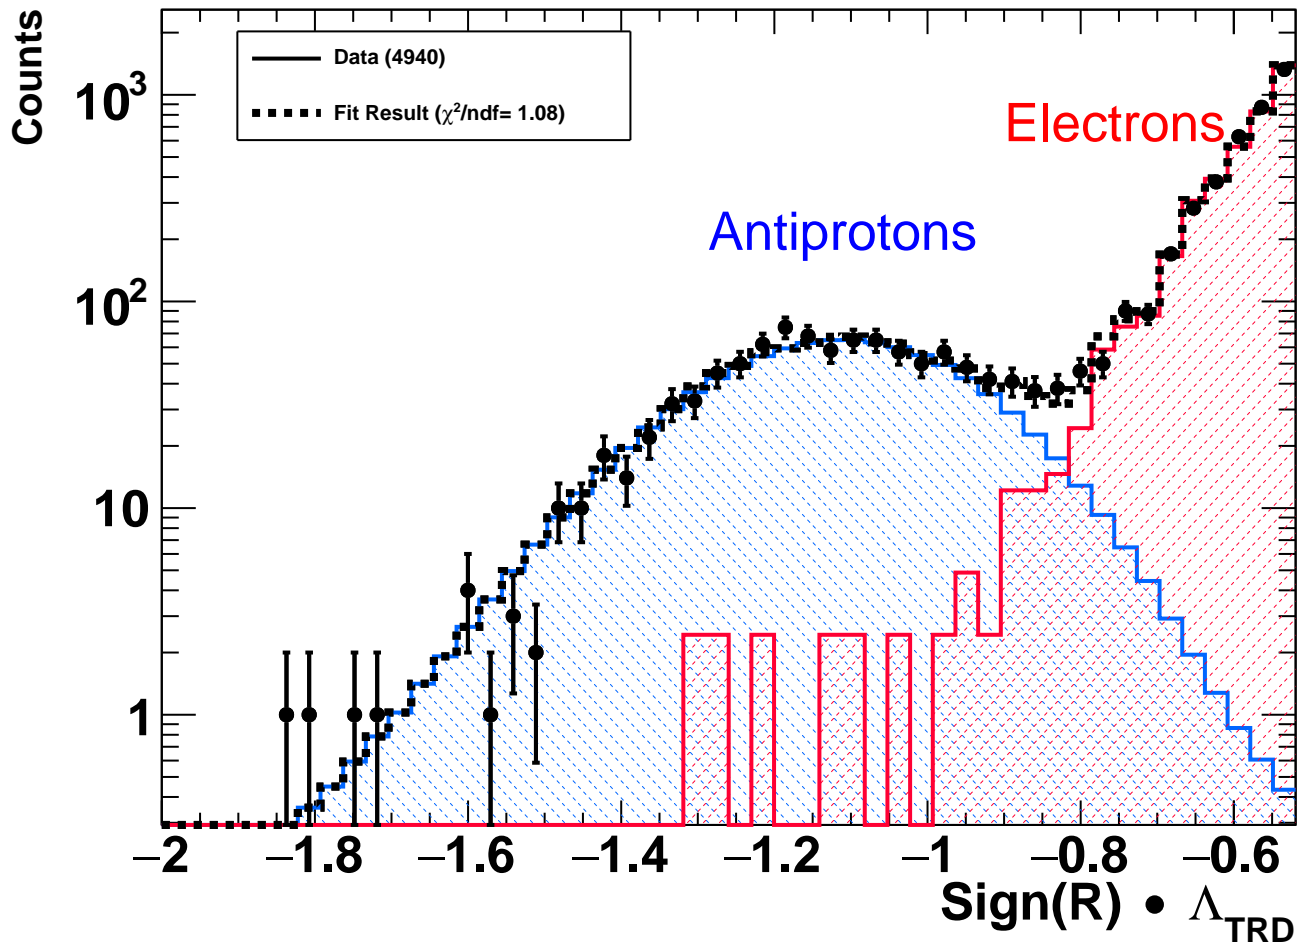 Counts
Data (4940)
Fit Result (χ²/ndf= 1.08)
Electrons
Antiprotons
10³
10²
10
1
−2 −1.8 −1.6 −1.4 −1.2 −1 −0.8 −0.6
Sign(R) • Λ_TRD